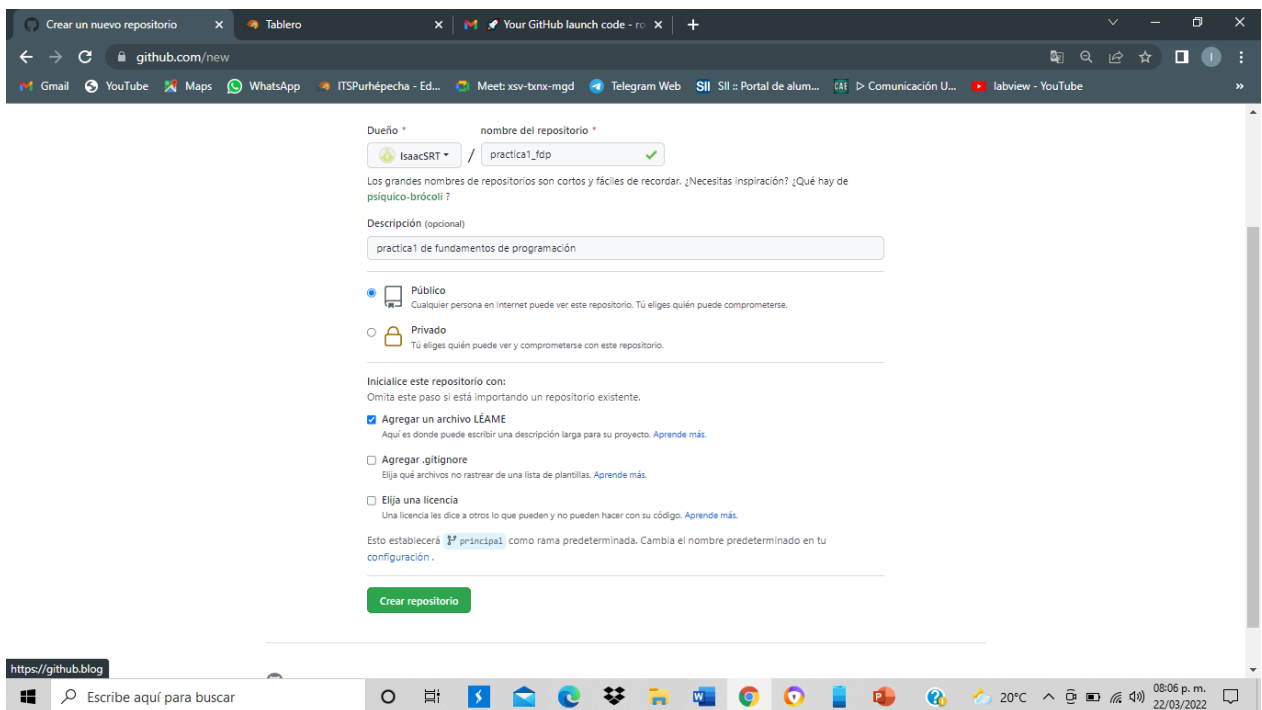 Crear un nuevo repositorio
Tablero
Your GitHub launch code - ro
github.com/new
Gmail
YouTube
Maps
WhatsApp
ITSPurhépecha - Ed...
Meet: xsv-txnx-mgd
Telegram Web
SII SII :: Portal de alum...
CAE ▷ Comunicación U...
labview - YouTube
»
Dueño *
nombre del repositorio *
IsaacSRT
/
practica1_fdp
Los grandes nombres de repositorios son cortos y fáciles de recordar. ¿Necesitas inspiración? ¿Qué hay de
psíquico-brócoli ?
Descripción (opcional)
practica1 de fundamentos de programación
Público
Cualquier persona en Internet puede ver este repositorio. Tú eliges quién puede comprometerse.
Privado
Tú eliges quién puede ver y comprometerse con este repositorio.
Inicialice este repositorio con:
Omita este paso si está importando un repositorio existente.
Agregar un archivo LÉAME
Aquí es donde puede escribir una descripción larga para su proyecto. Aprende más.
Agregar .gitignore
Elija qué archivos no rastrear de una lista de plantillas. Aprende más.
Elija una licencia
Una licencia les dice a otros lo que pueden y no pueden hacer con su código. Aprende más.
Esto establecerá principal como rama predeterminada. Cambia el nombre predeterminado en tu
configuración .
Crear repositorio
https://github.blog
Escribe aquí para buscar
20°C
08:06 p. m.
22/03/2022